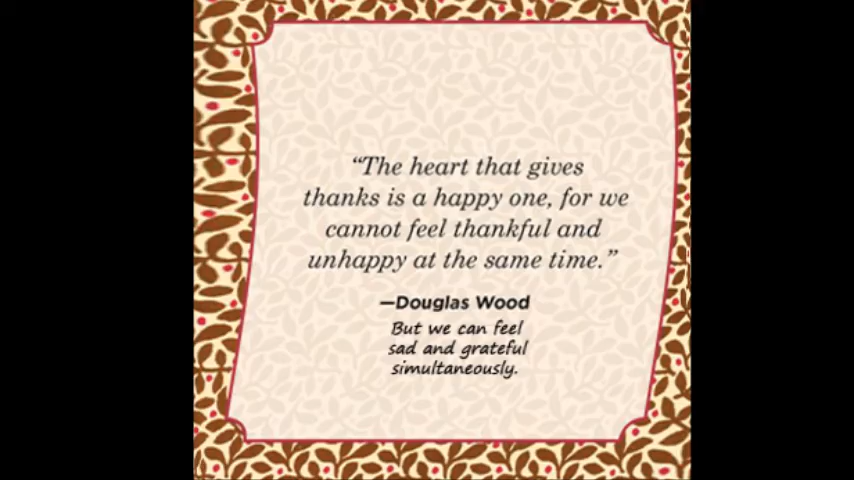 “The heart that gives
thanks is a happy one, for we
cannot feel thankful and
unhappy at the same time.”
—Douglas Wood
But we can feel
sad and grateful
simultaneously.